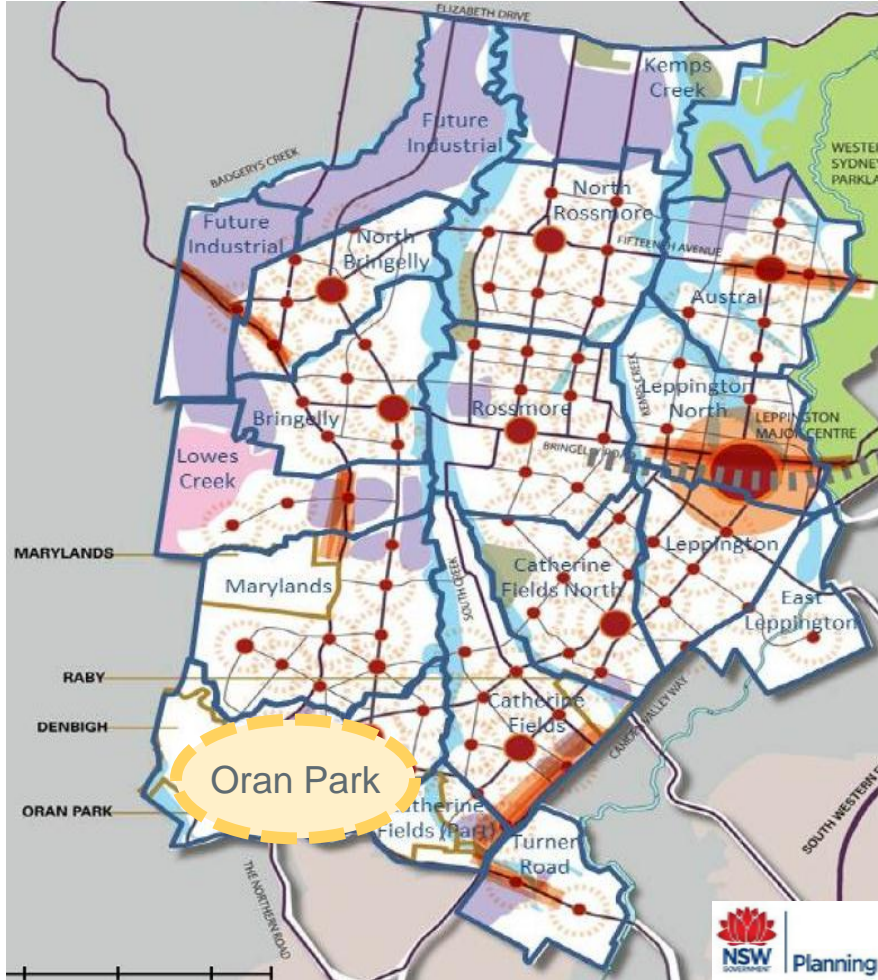 ELIZABETH DRIVE
Kemps
Creek
Future
Industrial
WESTE
SYDNEY
PARKLA
BADGERYS CREEK
North
Rossmore
Future
Industrial
North
Bringelly
FIFTEENTH AVENUE
Austral
KEMPS CREEK
Leppington
North
Bringelly
Rossmore
LEPPINGTON
MAJOR CENTRE
BRINGELLY ROAD
Lowes
Creek
MARYLANDS
Leppington
Catherine
Fields North
Marylands
SOUTH CREEK
East
Leppington
RABY
Catherine
Fields
CAMDEN VALLEY WAY
DENBIGH
Oran Park
ORAN PARK
Catherine
Fields (Part)
Turner
Road
SOUTH WESTERN F
THE NORTHERN ROAD
NSW
GOVERNMENT
Planning